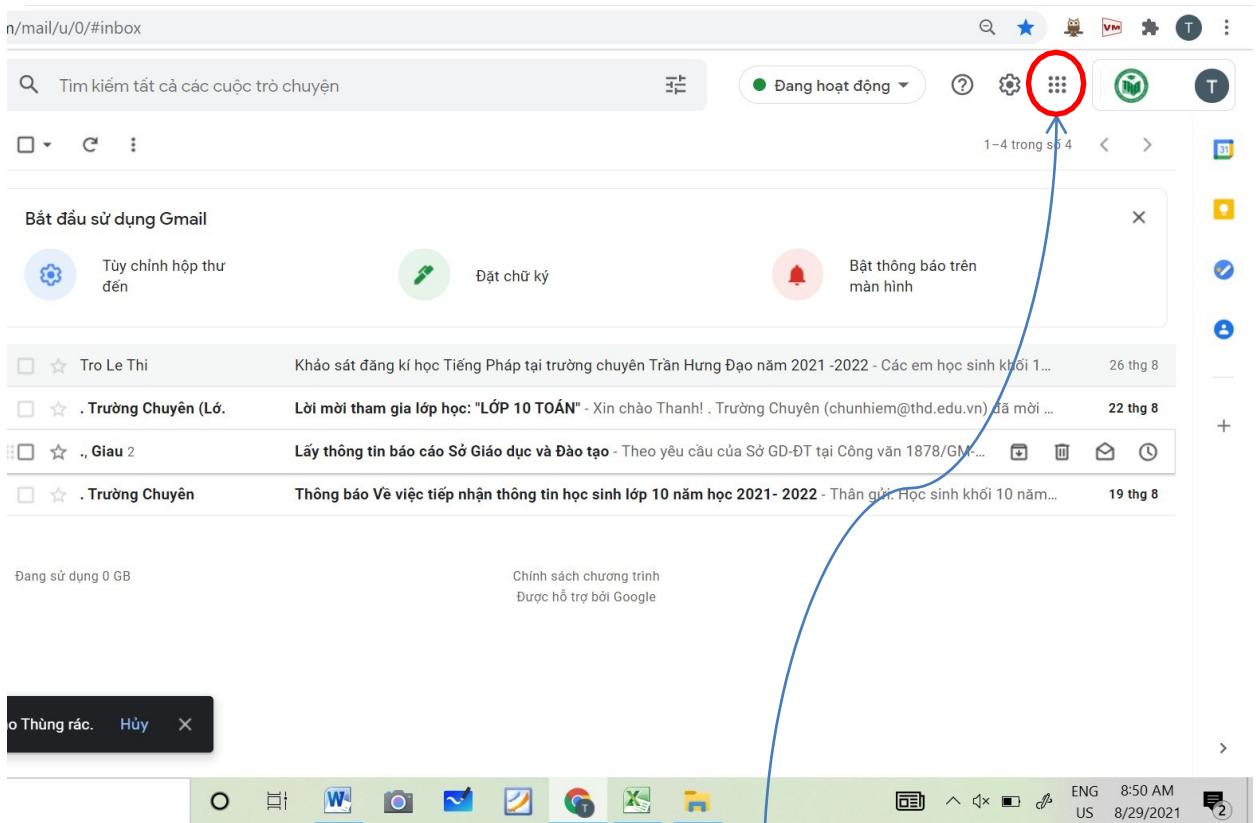 n/mail/u/0/#inbox
VM
T
Tìm kiếm tất cả các cuộc trò chuyện
Đang hoạt động
THD
T
1–4 trong số 4
31
Bắt đầu sử dụng Gmail
Tùy chỉnh hộp thư
đến
Đặt chữ ký
Bật thông báo trên
màn hình
Tro Le Thi Khảo sát đăng kí học Tiếng Pháp tại trường chuyên Trần Hưng Đạo năm 2021 -2022 - Các em học sinh khối 1... 26 thg 8
. Trường Chuyên (Lớ. Lời mời tham gia lớp học: "LỚP 10 TOÁN" - Xin chào Thanh! . Trường Chuyên (chunhiem@thd.edu.vn) đã mời ... 22 thg 8
., Giau 2 Lấy thông tin báo cáo Sở Giáo dục và Đào tạo - Theo yêu cầu của Sở GD-ĐT tại Công văn 1878/GM-...
. Trường Chuyên Thông báo Về việc tiếp nhận thông tin học sinh lớp 10 năm học 2021- 2022 - Thân gửi: Học sinh khối 10 năm... 19 thg 8
Đang sử dụng 0 GB
Chính sách chương trình
Được hỗ trợ bởi Google
o Thùng rác. Hủy
W
T
X
ENG
US
8:50 AM
8/29/2021
2